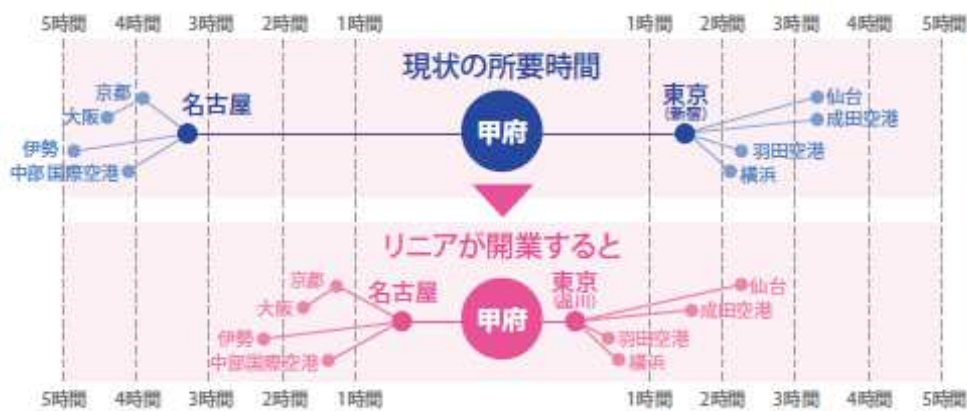 5時間 4時間 3時間 2時間 1時間 1時間 2時間 3時間 4時間 5時間
現状の所要時間
京都
大阪
名古屋
伊勢
中部国際空港
甲府
東京
(新宿)
仙台
成田空港
羽田空港
横浜
リニアが開業すると
京都
大阪
名古屋
伊勢
中部国際空港
甲府
東京
(品川)
仙台
成田空港
羽田空港
横浜
5時間 4時間 3時間 2時間 1時間 1時間 2時間 3時間 4時間 5時間